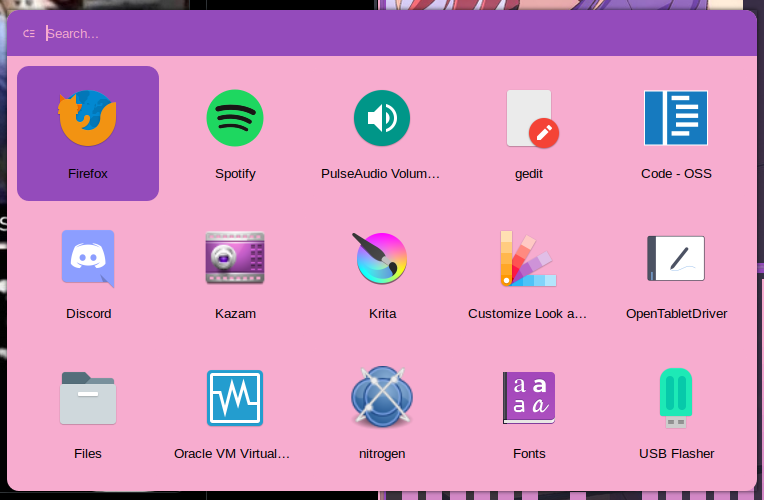 Search...
Firefox
Spotify
PulseAudio Volum...
gedit
Code - OSS
Discord
Kazam
Krita
Customize Look a...
OpenTabletDriver
Files
Oracle VM Virtual...
nitrogen
Fonts
USB Flasher